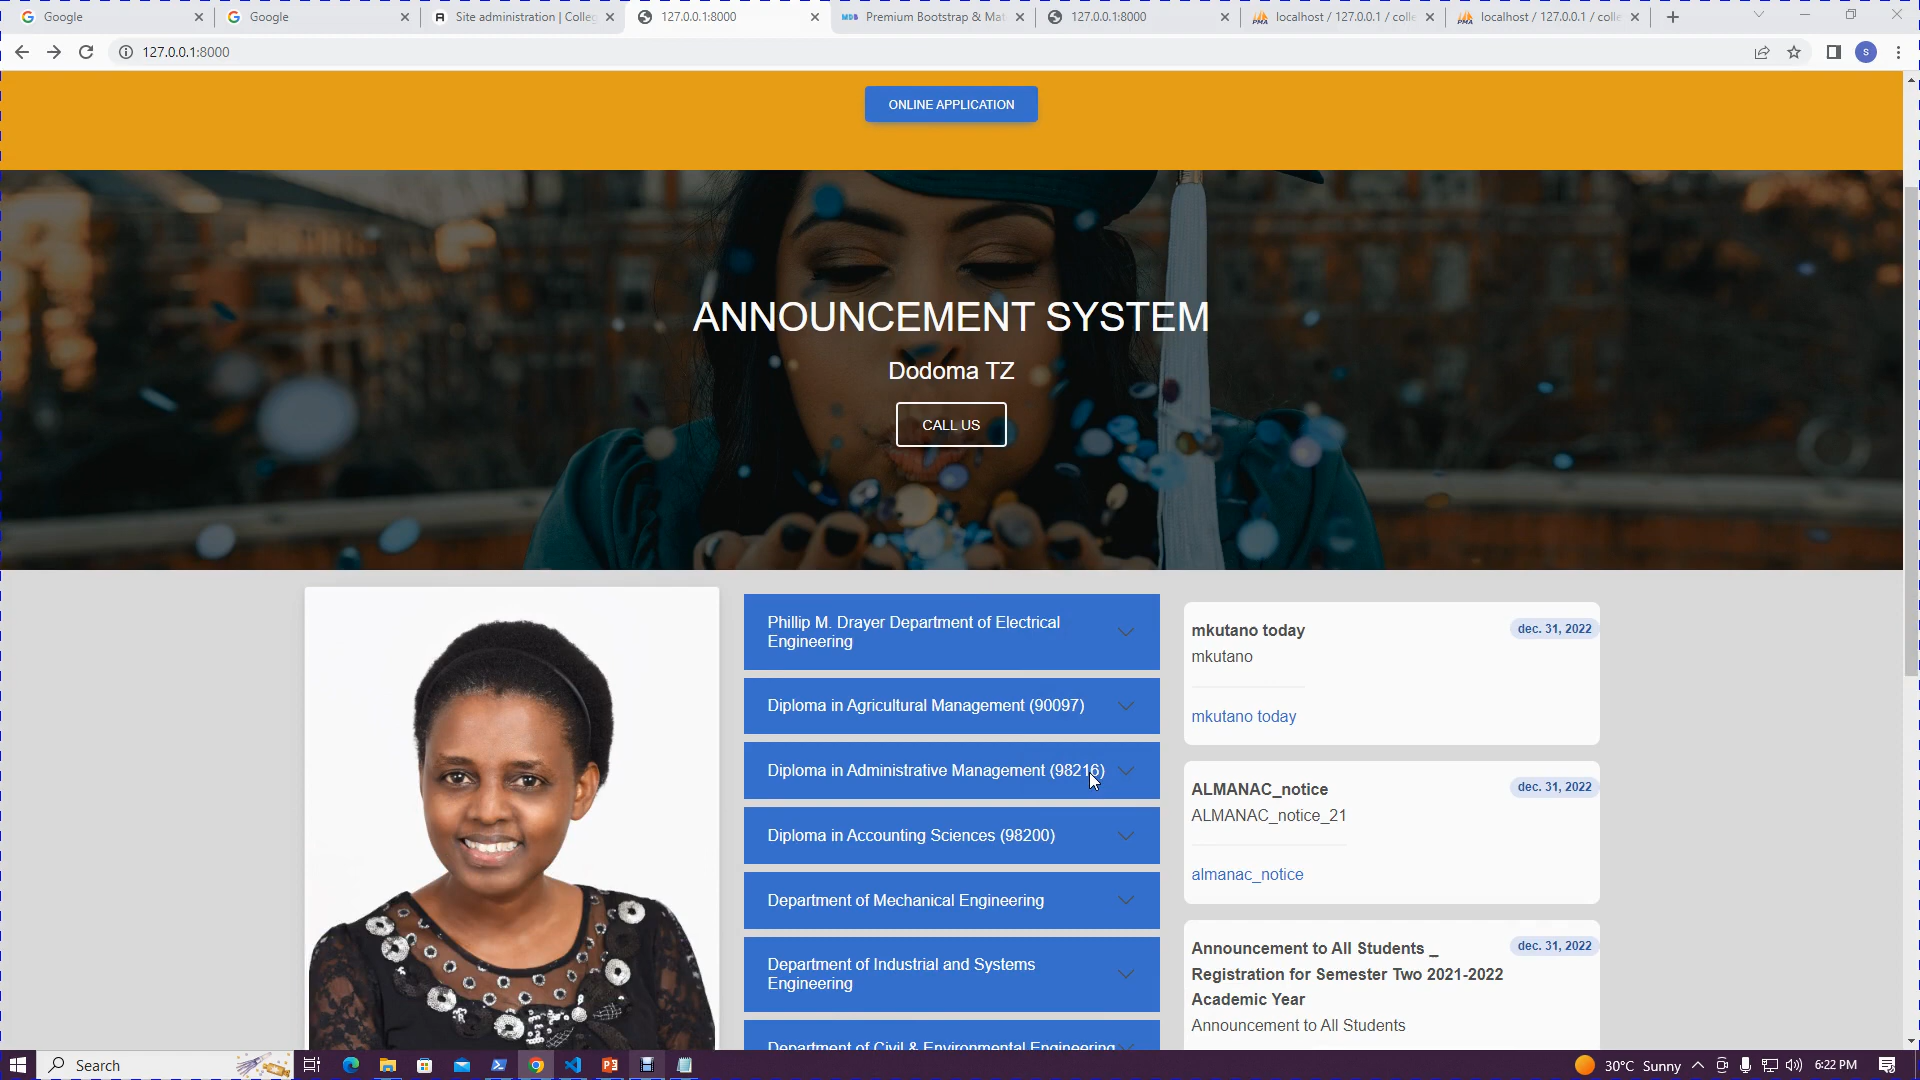 Google
Google
Site administration | Colleg
127.0.0.1:8000
MDB Premium Bootstrap & Mat
127.0.0.1:8000
localhost / 127.0.0.1 / colle
localhost / 127.0.0.1 / colle
127.0.0.1:8000
S
ONLINE APPLICATION
ANNOUNCEMENT SYSTEM
Dodoma TZ
CALL US
Phillip M. Drayer Department of Electrical
Engineering
Diploma in Agricultural Management (90097)
Diploma in Administrative Management (98216)
Diploma in Accounting Sciences (98200)
Department of Mechanical Engineering
Department of Industrial and Systems
Engineering
Department of Civil & Environmental Engineering
mkutano today
dec. 31, 2022
mkutano
mkutano today
ALMANAC_notice
dec. 31, 2022
ALMANAC_notice_21
almanac_notice
Announcement to All Students _
dec. 31, 2022
Registration for Semester Two 2021-2022
Academic Year
Announcement to All Students
Search
30°C Sunny
6:22 PM